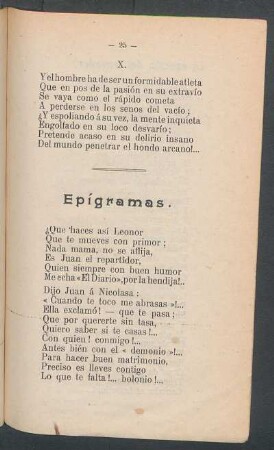 — 25 —
X.
Y el hombre ha de ser un formidable atleta
Que en pos de la pasión en su extravío
Se vaya como el rápido cometa
A perderse en los senos del vacío;
¿Y espoliando á su vez, la mente inquieta
Engolfado en su loco desvarío;
Pretende acaso en su delirio insano
Del mundo penetrar el hondo arcano!...
Epígramas.
¿Que haces así Leonor
Que te mueves con primor;
Nada mama, no se aflija,
Es Juan el repartidor,
Quien siempre con buen humor
Me echa «El Diario», por la hendija!..
Dijo Juan á Nicolasa:
«Cuando te toco me abrasas»!...
Ella exclamó! — que te pasa;
Que por quererte sin tasa,
Quiero saber si te casas!...
Con quien! conmigo!...
Antes bién con el «demonio»!...
Para hacer buen matrimonio,
Preciso es lleves contigo
Lo que te falta!... bolonio!...